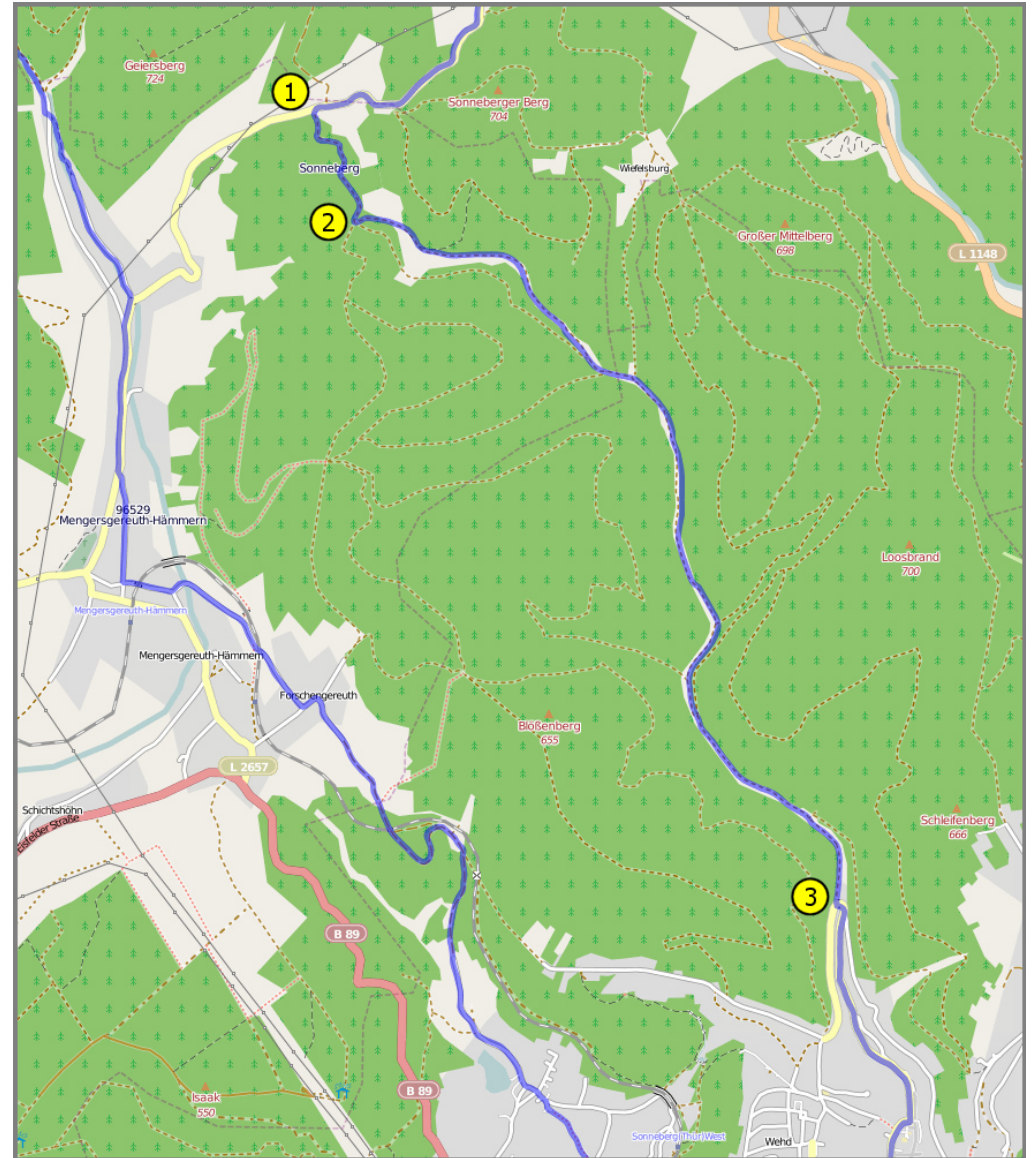 Geiersberg
724
1
Sonneberger Berg
704
Sonneberg
Wiefelsburg
2
Großer Mittelberg
698
L 1148
96529
Mengersgereuth-Hämmern
Loosbrand
700
Mengersgereuth-Hämmern
Mengersgereuth-Hämmern
Forschengereuth
Blößenberg
655
L 2657
Schichtshöhn
Eisfelder Straße
Schleifenberg
666
3
B 89
Isaak
550
B 89
Sonneberg (Thür) West
Wehd